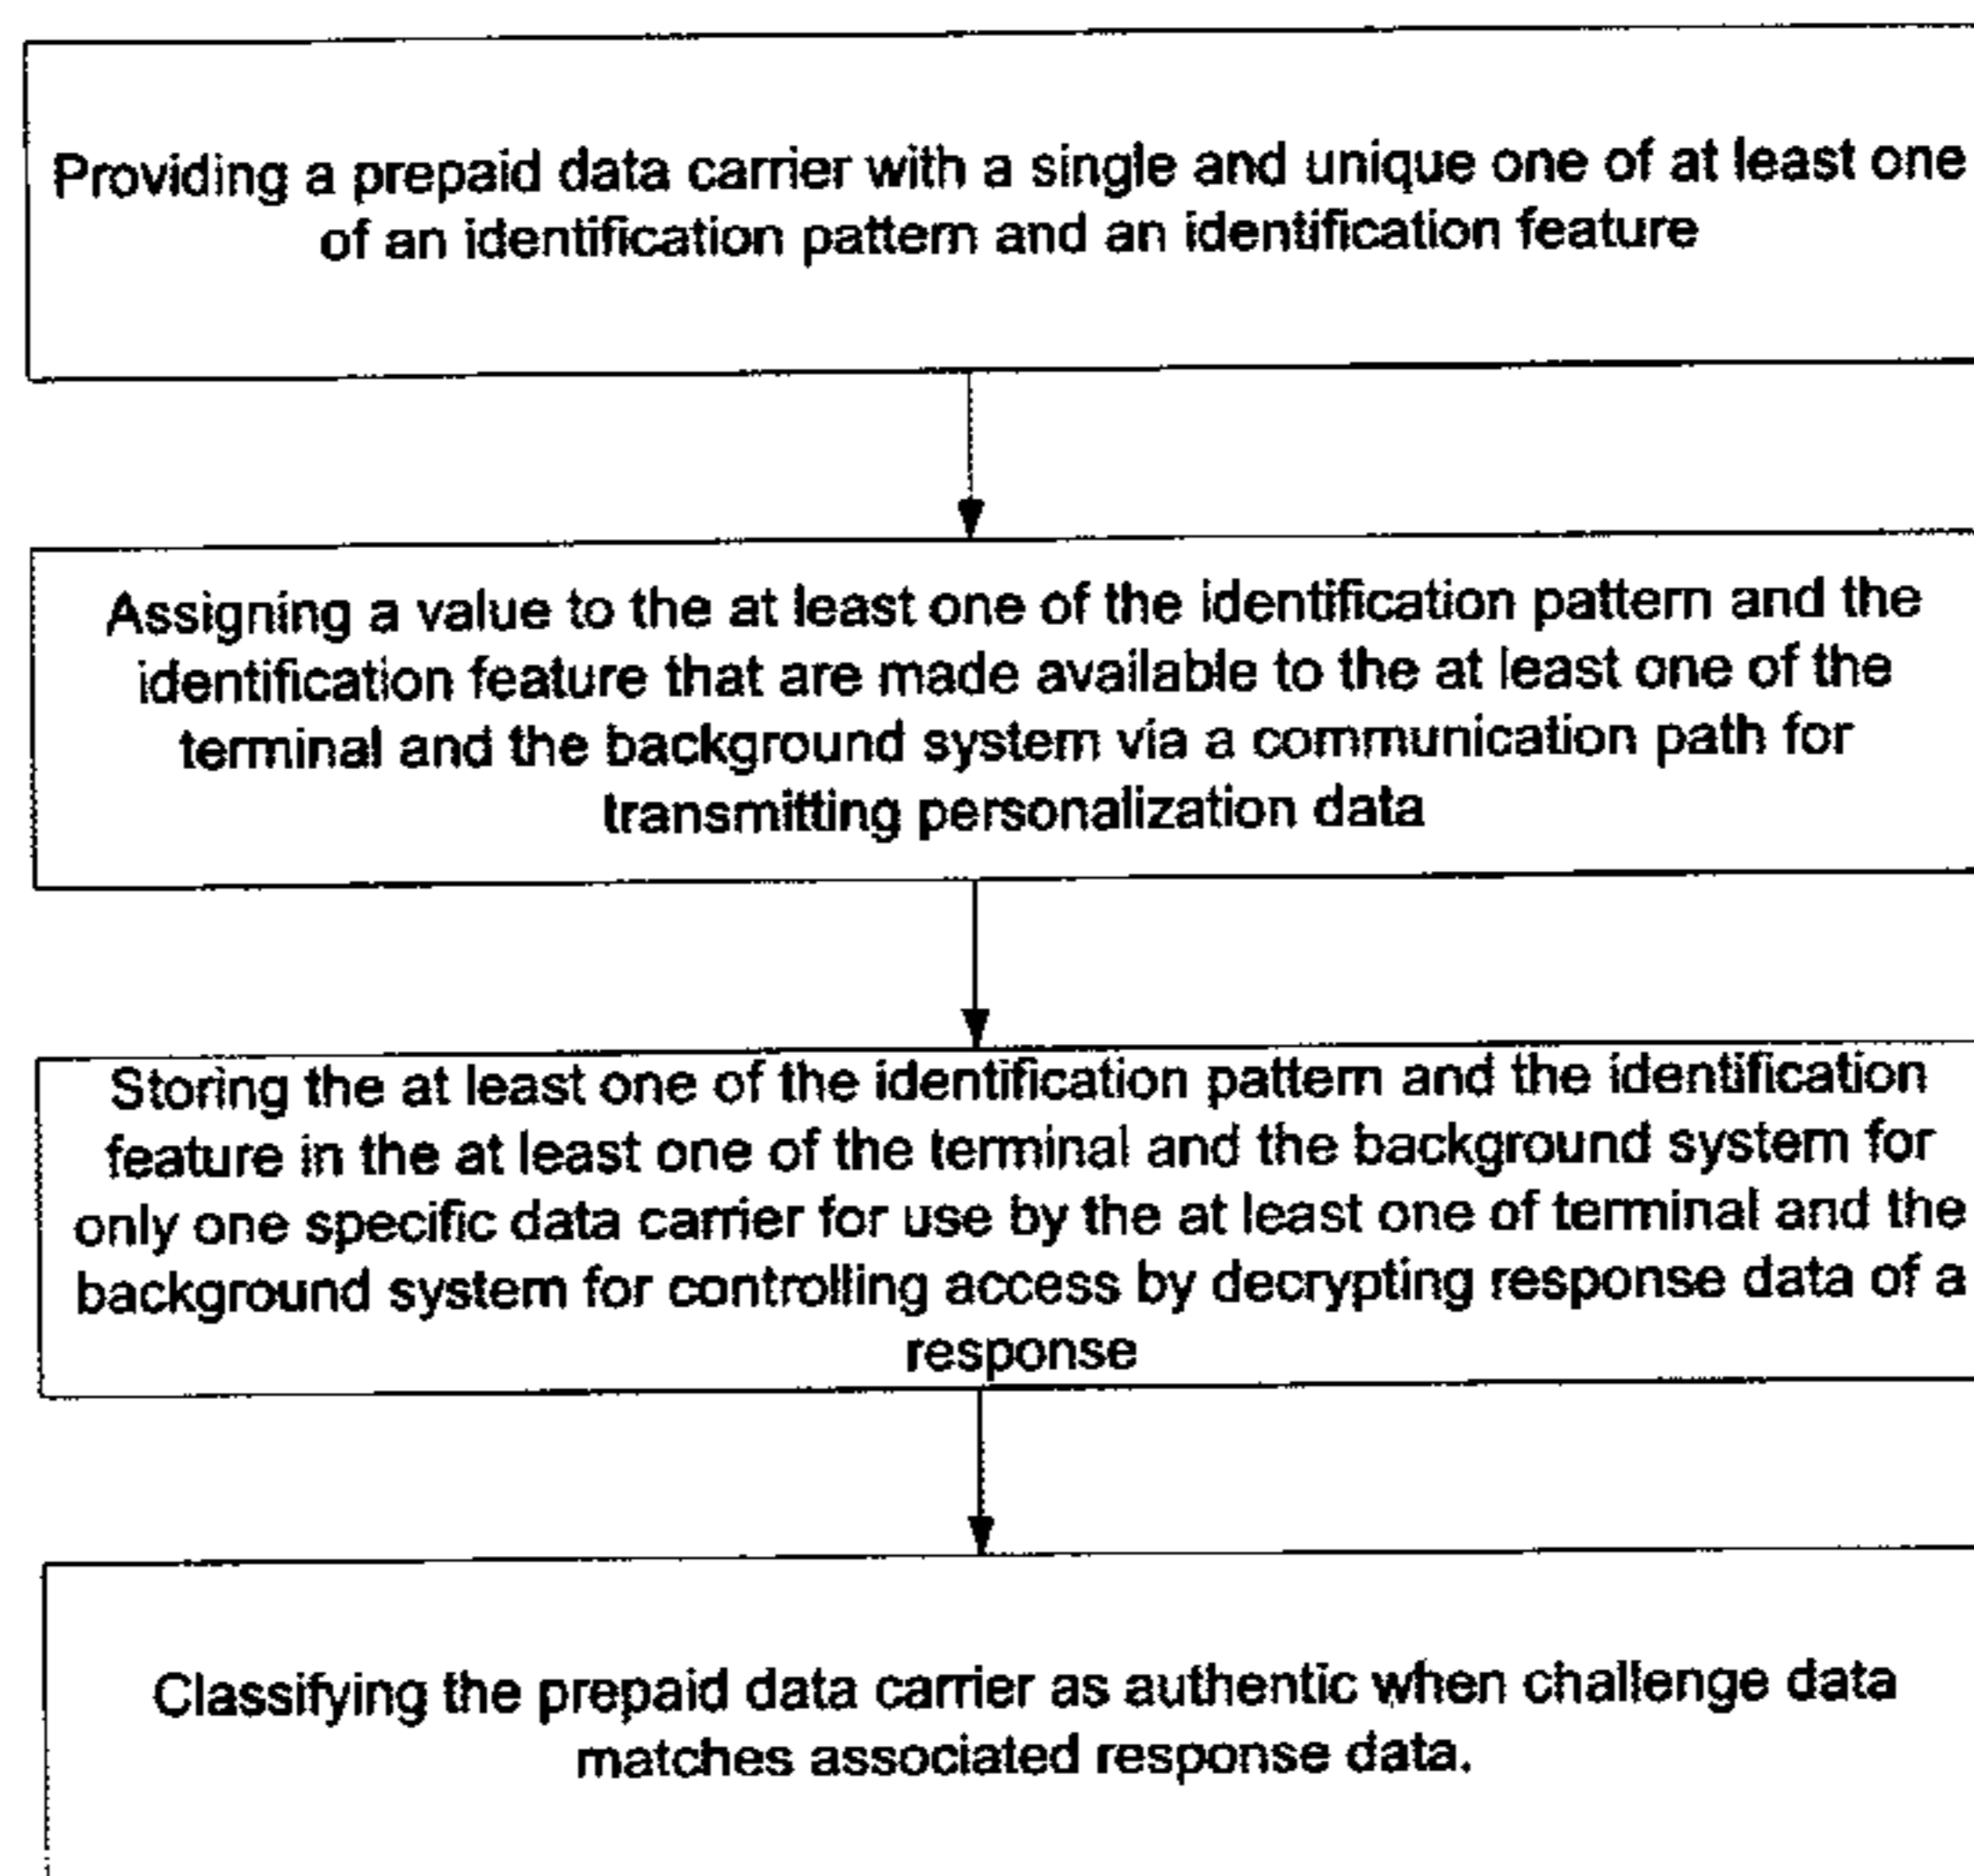 Providing a prepaid data carrier with a single and unique one of at least one
of an identification pattern and an identification feature
Assigning a value to the at least one of the identification pattern and the
identification feature that are made available to the at least one of the
terminal and the background system via a communication path for
transmitting personalization data
Storing the at least one of the identification pattern and the identification
feature in the at least one of the terminal and the background system for
only one specific data carrier for use by the at least one of terminal and the
background system for controlling access by decrypting response data of a
response
Classifying the prepaid data carrier as authentic when challenge data
matches associated response data.